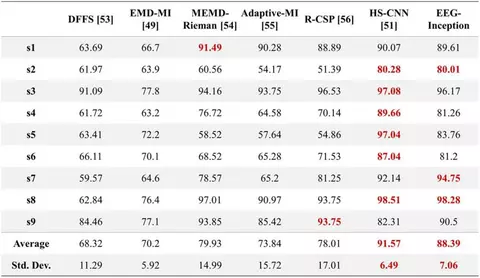 DFFS [53] EMD-MI [49] MEMD-Rieman [54] Adaptive-MI [55] R-CSP [56] HS-CNN [51] EEG-Inception
s1 63.69 66.7 91.49 90.28 88.89 90.07 89.61
s2 61.97 63.9 60.56 54.17 51.39 80.28 80.01
s3 91.09 77.8 94.16 93.75 96.53 97.08 96.17
s4 61.72 63.2 76.72 64.58 70.14 89.66 81.26
s5 63.41 72.2 58.52 57.64 54.86 97.04 83.76
s6 66.11 70.1 68.52 65.28 71.53 87.04 81.2
s7 59.57 64.6 78.57 65.2 81.25 92.14 94.75
s8 62.84 76.4 97.01 90.97 93.75 98.51 98.28
s9 84.46 77.1 93.85 85.42 93.75 82.31 90.5
Average 68.32 70.2 79.93 73.84 78.01 91.57 88.39
Std. Dev. 11.29 5.92 14.99 15.72 17.01 6.49 7.06